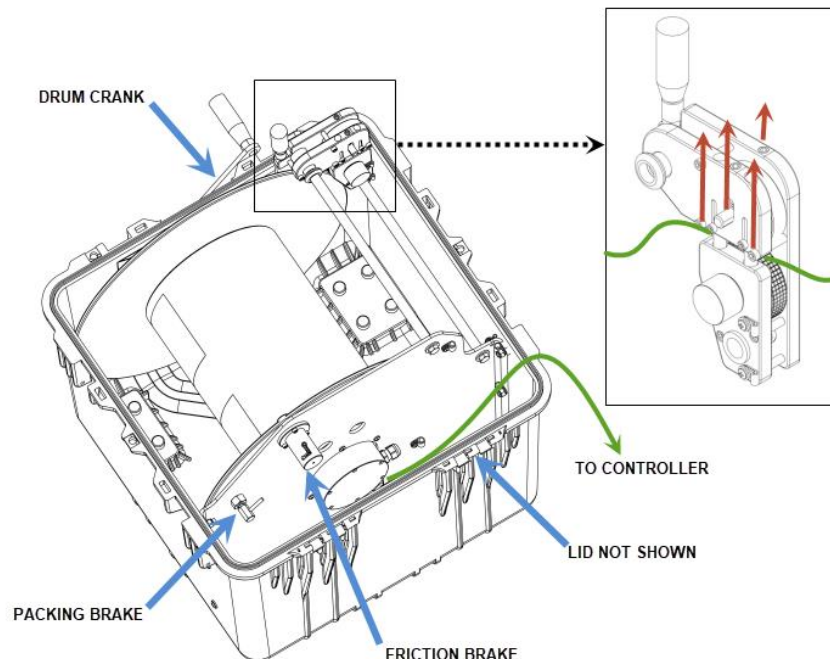 DRUM CRANK
TO CONTROLLER
LID NOT SHOWN
PACKING BRAKE
FRICTION BRAKE